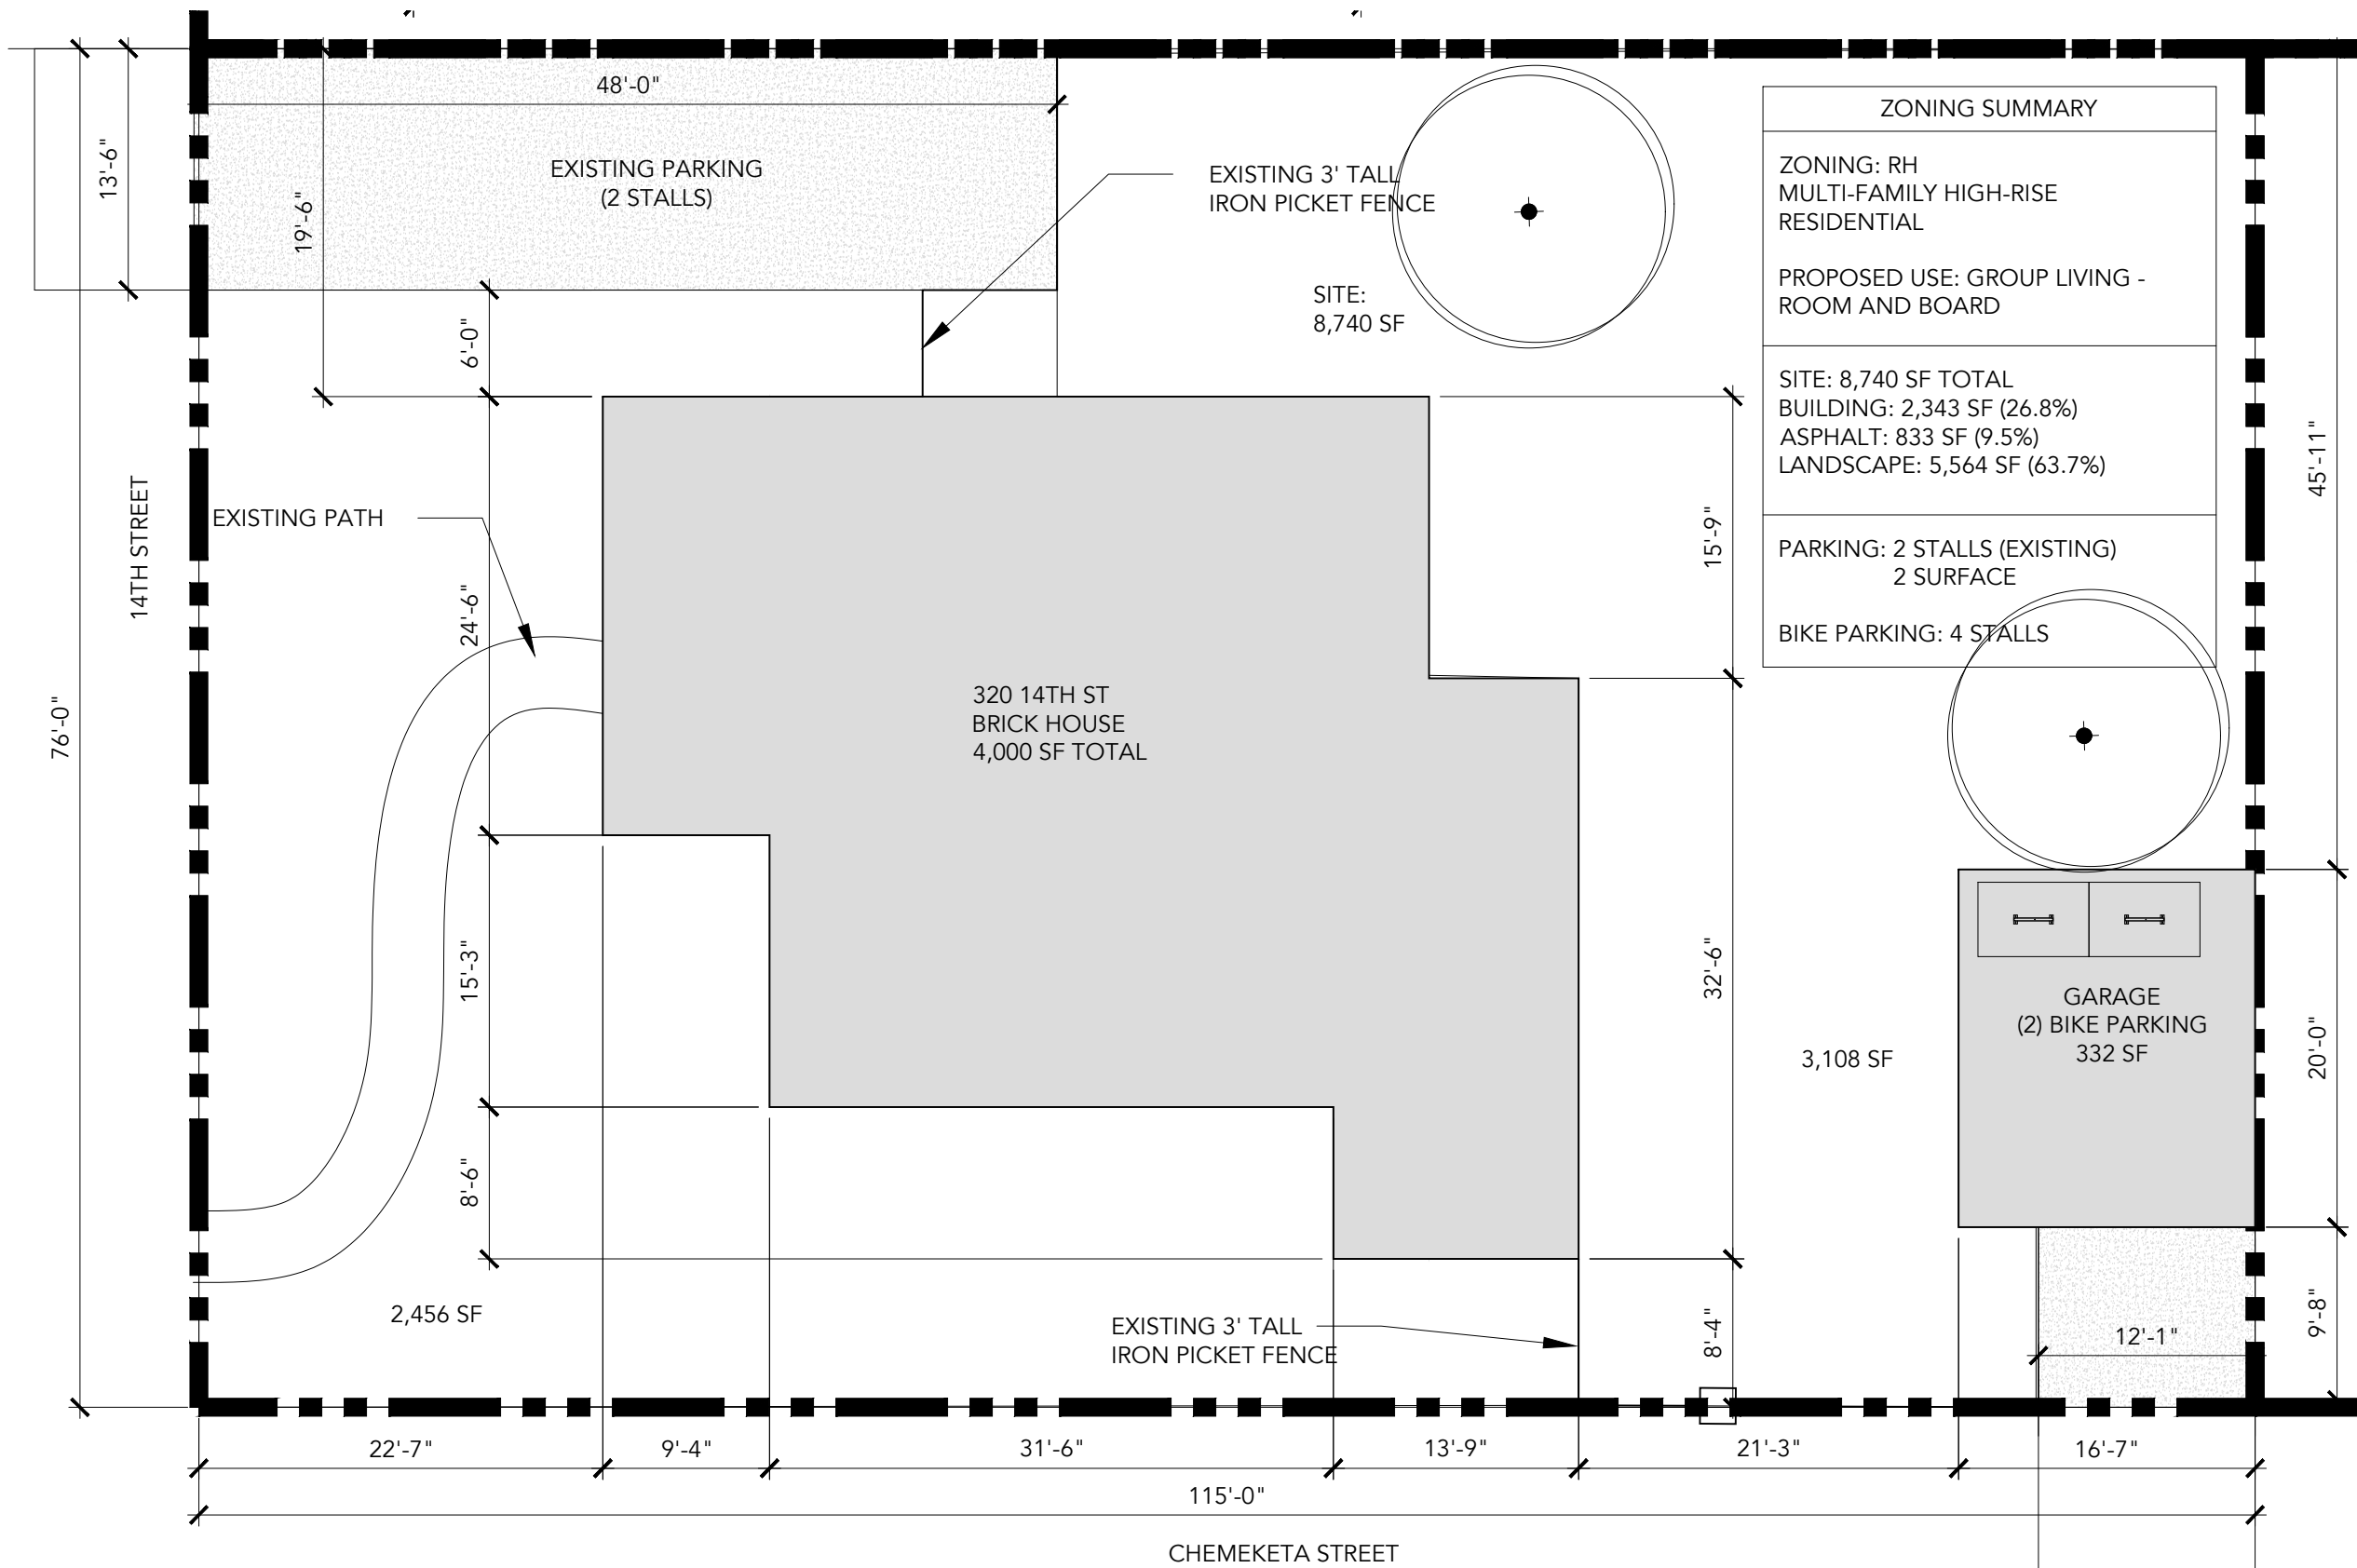 48'-0"
13'-6"
19'-6"
EXISTING PARKING
(2 STALLS)
EXISTING 3' TALL
IRON PICKET FENCE
SITE:
8,740 SF
ZONING SUMMARY
ZONING: RH
MULTI-FAMILY HIGH-RISE
RESIDENTIAL
PROPOSED USE: GROUP LIVING -
ROOM AND BOARD
SITE: 8,740 SF TOTAL
BUILDING: 2,343 SF (26.8%)
ASPHALT: 833 SF (9.5%)
LANDSCAPE: 5,564 SF (63.7%)
PARKING: 2 STALLS (EXISTING)
2 SURFACE
BIKE PARKING: 4 STALLS
6'-0"
45'-11"
14TH STREET
EXISTING PATH
24'-6"
15'-9"
76'-0"
320 14TH ST
BRICK HOUSE
4,000 SF TOTAL
15'-3"
32'-6"
3,108 SF
GARAGE
(2) BIKE PARKING
332 SF
20'-0"
8'-6"
2,456 SF
EXISTING 3' TALL
IRON PICKET FENCE
8'-4"
12'-1"
9'-8"
22'-7"
9'-4"
31'-6"
13'-9"
21'-3"
16'-7"
115'-0"
CHEMEKETA STREET